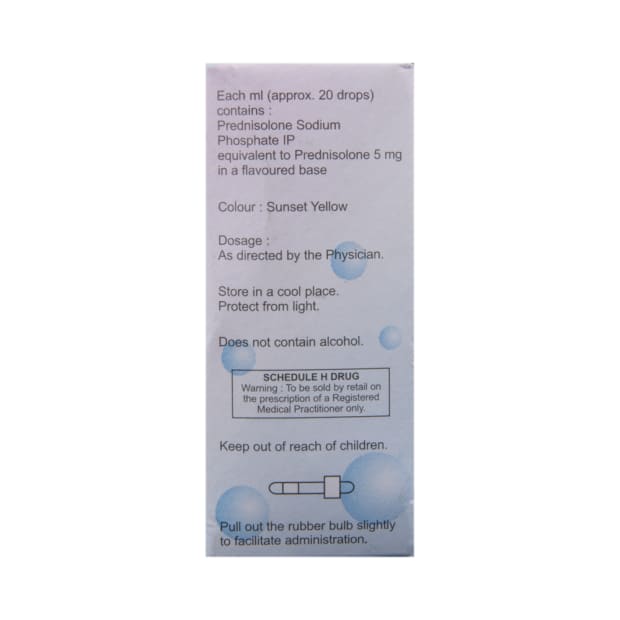 Each ml (approx. 20 drops)
contains :
Prednisolone Sodium
Phosphate IP
equivalent to Prednisolone 5 mg
in a flavoured base
Colour : Sunset Yellow
Dosage :
As directed by the Physician.
Store in a cool place.
Protect from light.
Does not contain alcohol.
SCHEDULE H DRUG
Warning : To be sold by retail on
the prescription of a Registered
Medical Practitioner only.
Keep out of reach of children.
Pull out the rubber bulb slightly
to facilitate administration.